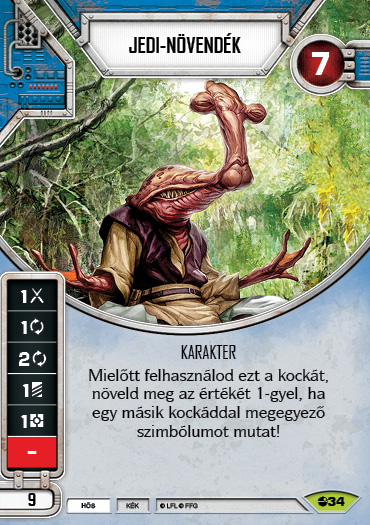 JEDI-NÖVENDÉK
7
1
1
2
1
1
–
9
KARAKTER
Mielőtt felhasználod ezt a kockát,
növeld meg az értékét 1-gyel, ha
egy másik kockáddal megegyező
szimbólumot mutat!
HŐS
KÉK
© LFL © FFG
34